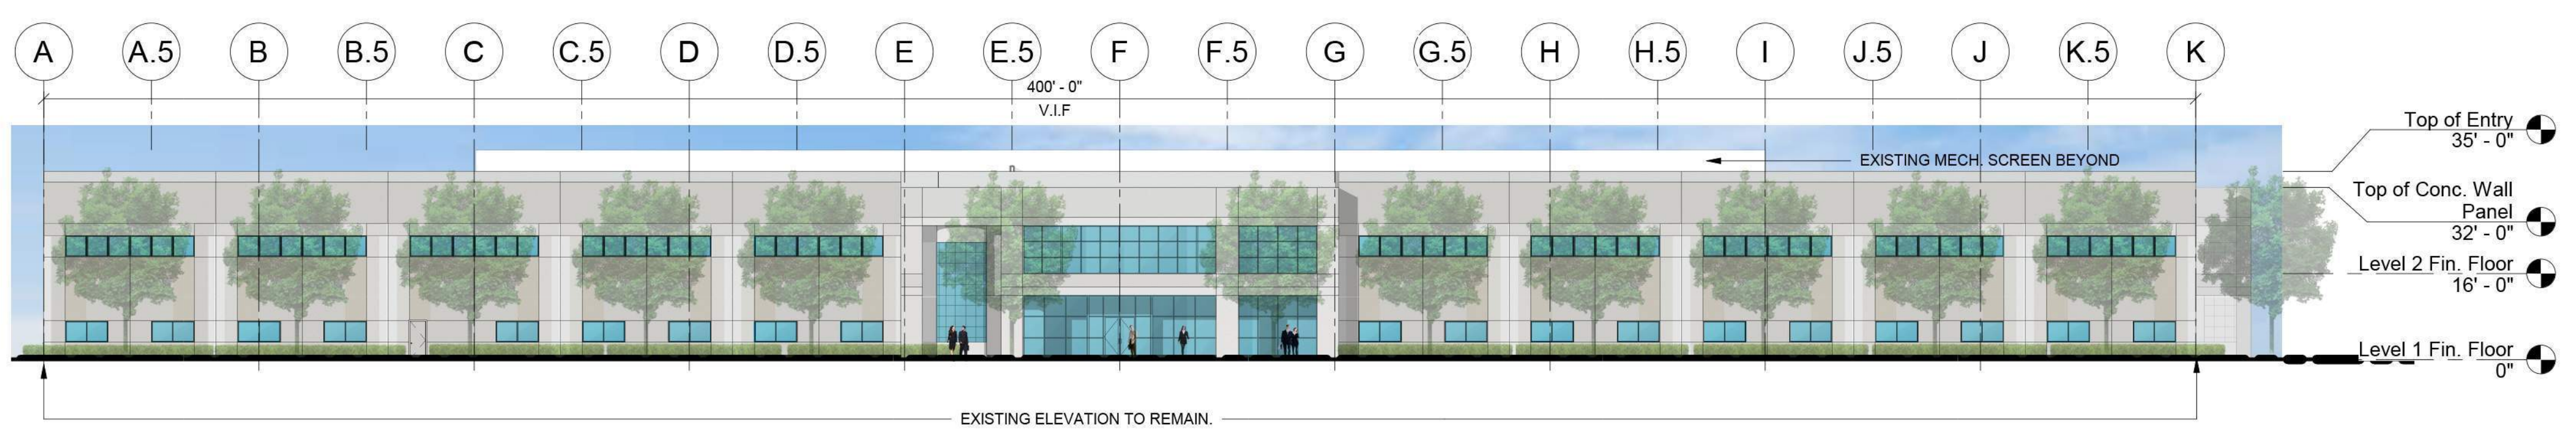 A
A.5
B
B.5
C
C.5
D
D.5
E
E.5
F
F.5
G
G.5
H
H.5
I
J.5
J
K.5
K
400' - 0"
V.I.F
Top of Entry
35' - 0"
EXISTING MECH. SCREEN BEYOND
Top of Conc. Wall
Panel
32' - 0"
Level 2 Fin. Floor
16' - 0"
Level 1 Fin. Floor
0"
EXISTING ELEVATION TO REMAIN.